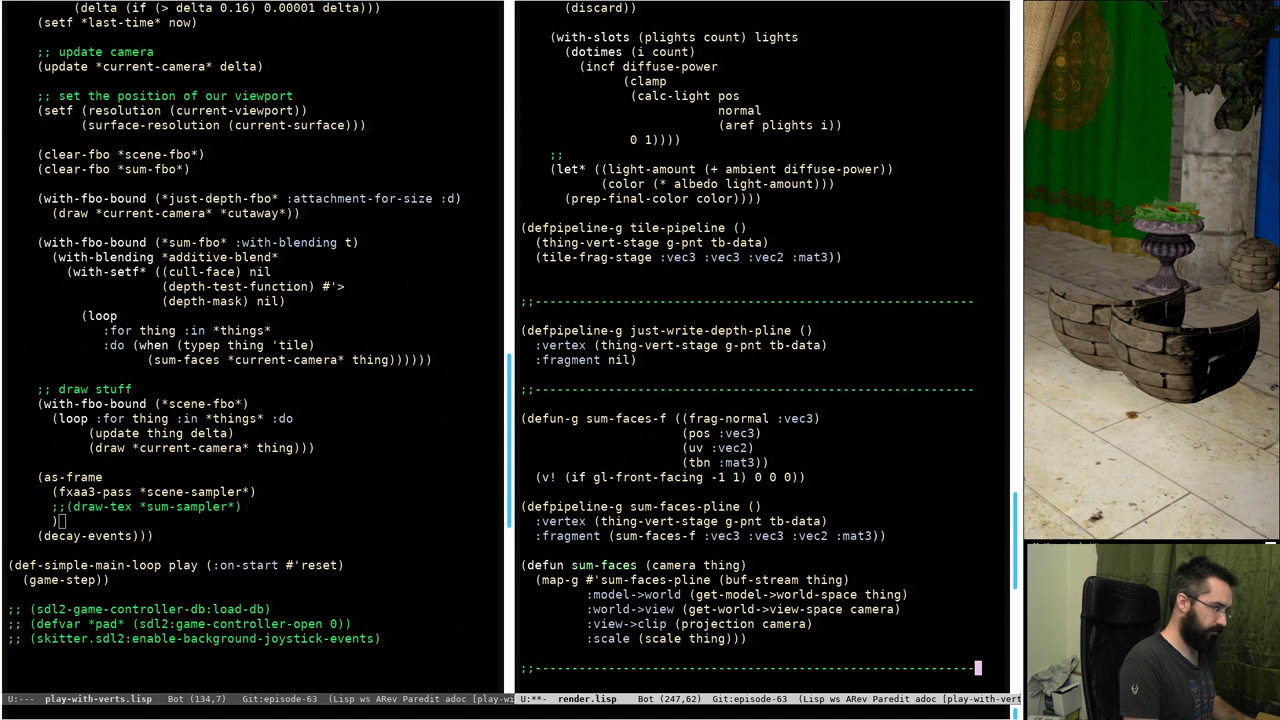 (delta (if (> delta 0.16) 0.00001 delta)))
(setf *last-time* now)
;; update camera
(update *current-camera* delta)
;; set the position of our viewport
(setf (resolution (current-viewport))
(surface-resolution (current-surface)))
(clear-fbo *scene-fbo*)
(clear-fbo *sum-fbo*)
(with-fbo-bound (*just-depth-fbo* :attachment-for-size :d)
(draw *current-camera* *cutaway*))
(with-fbo-bound (*sum-fbo* :with-blending t)
(with-blending *additive-blend*
(with-setf* ((cull-face) nil
(depth-test-function) #'>
(depth-mask) nil)
(loop
:for thing :in *things*
:do (when (typep thing 'tile)
(sum-faces *current-camera* thing))))))
;; draw stuff
(with-fbo-bound (*scene-fbo*)
(loop :for thing :in *things* :do
(update thing delta)
(draw *current-camera* thing)))
(as-frame
(fxaa3-pass *scene-sampler*)
;;(draw-tex *sum-sampler*)
)
(decay-events)))
(def-simple-main-loop play (:on-start #'reset)
(game-step))
;; (sdl2-game-controller-db:load-db)
;; (defvar *pad* (sdl2:game-controller-open 0))
;; (skitter.sdl2:enable-background-joystick-events)
U:--- play-with-verts.lisp Bot (134,7) Git:episode-63 (Lisp ws ARev Paredit adoc [play-wi
(discard))
(with-slots (plights count) lights
(dotimes (i count)
(incf diffuse-power
(clamp
(calc-light pos
normal
(aref plights i))
0 1))))
;;
(let* ((light-amount (+ ambient diffuse-power))
(color (* albedo light-amount)))
(prep-final-color color))))
(defpipeline-g tile-pipeline ()
(thing-vert-stage g-pnt tb-data)
(tile-frag-stage :vec3 :vec3 :vec2 :mat3))
;;------------------------------------------------------------
(defpipeline-g just-write-depth-pline ()
:vertex (thing-vert-stage g-pnt tb-data)
:fragment nil)
;;------------------------------------------------------------
(defun-g sum-faces-f ((frag-normal :vec3)
(pos :vec3)
(uv :vec2)
(tbn :mat3))
(v! (if gl-front-facing -1 1) 0 0 0))
(defpipeline-g sum-faces-pline ()
:vertex (thing-vert-stage g-pnt tb-data)
:fragment (sum-faces-f :vec3 :vec3 :vec2 :mat3))
(defun sum-faces (camera thing)
(map-g #'sum-faces-pline (buf-stream thing)
:model->world (get-model->world-space thing)
:world->view (get-world->view-space camera)
:view->clip (projection camera)
:scale (scale thing)))
;;------------------------------------------------------------
U:**- render.lisp Bot (247,62) Git:episode-63 (Lisp ws ARev Paredit adoc [play-with-vert